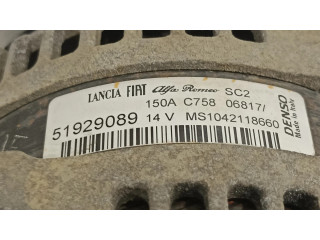 LANCIA FIAT Alfa Romeo SC2
150A C758 06817/
51929089 14 V MS1042118660
DENSO
Made in Italy